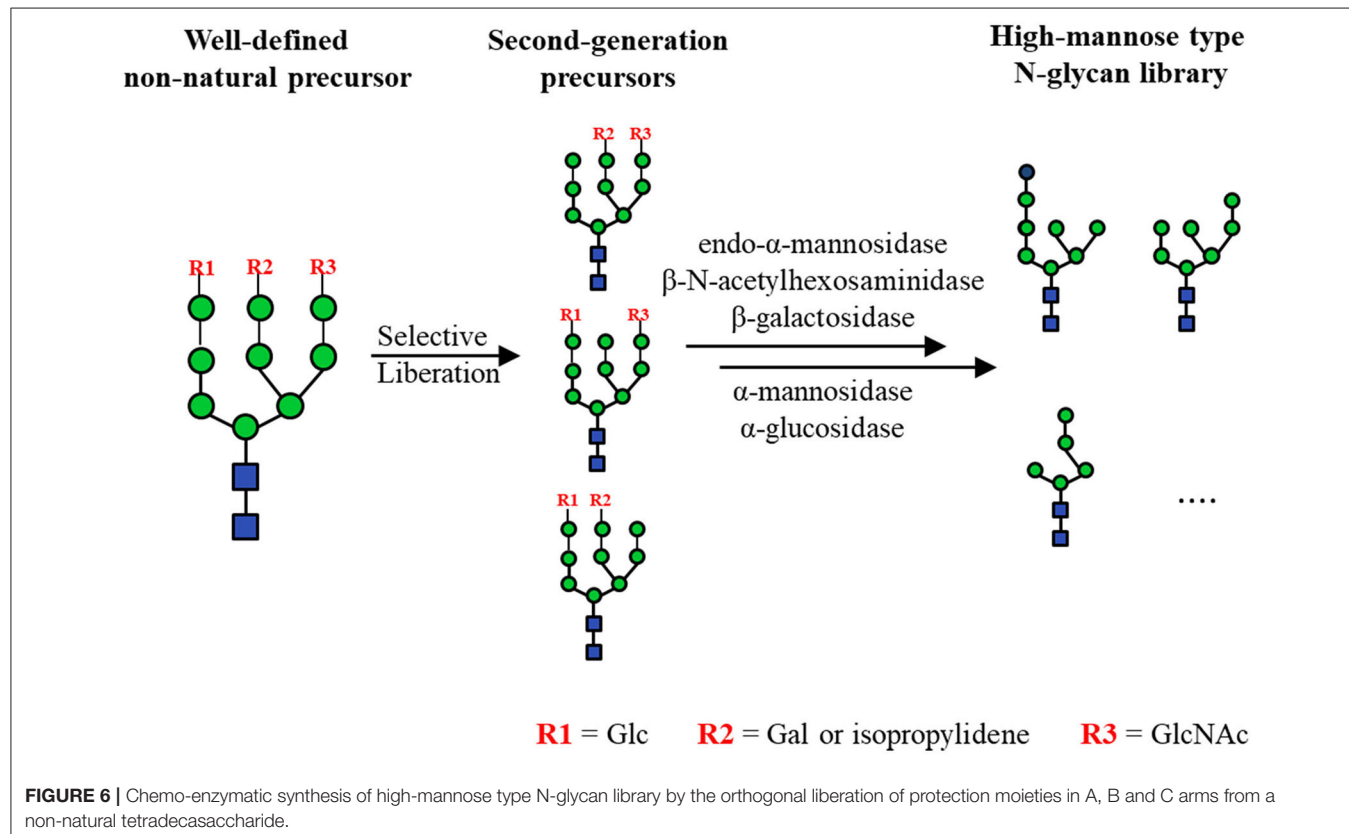 Well-defined
non-natural precursor
Second-generation
precursors
High-mannose type
N-glycan library
R1 R2 R3
Selective
Liberation
R2 R3
R1 R3
R1 R2
endo-α-mannosidase
β-N-acetylhexosaminidase
β-galactosidase
α-mannosidase
α-glucosidase
....
R1 = Glc R2 = Gal or isopropylidene R3 = GlcNAc
FIGURE 6 | Chemo-enzymatic synthesis of high-mannose type N-glycan library by the orthogonal liberation of protection moieties in A, B and C arms from a
non-natural tetradecasaccharide.